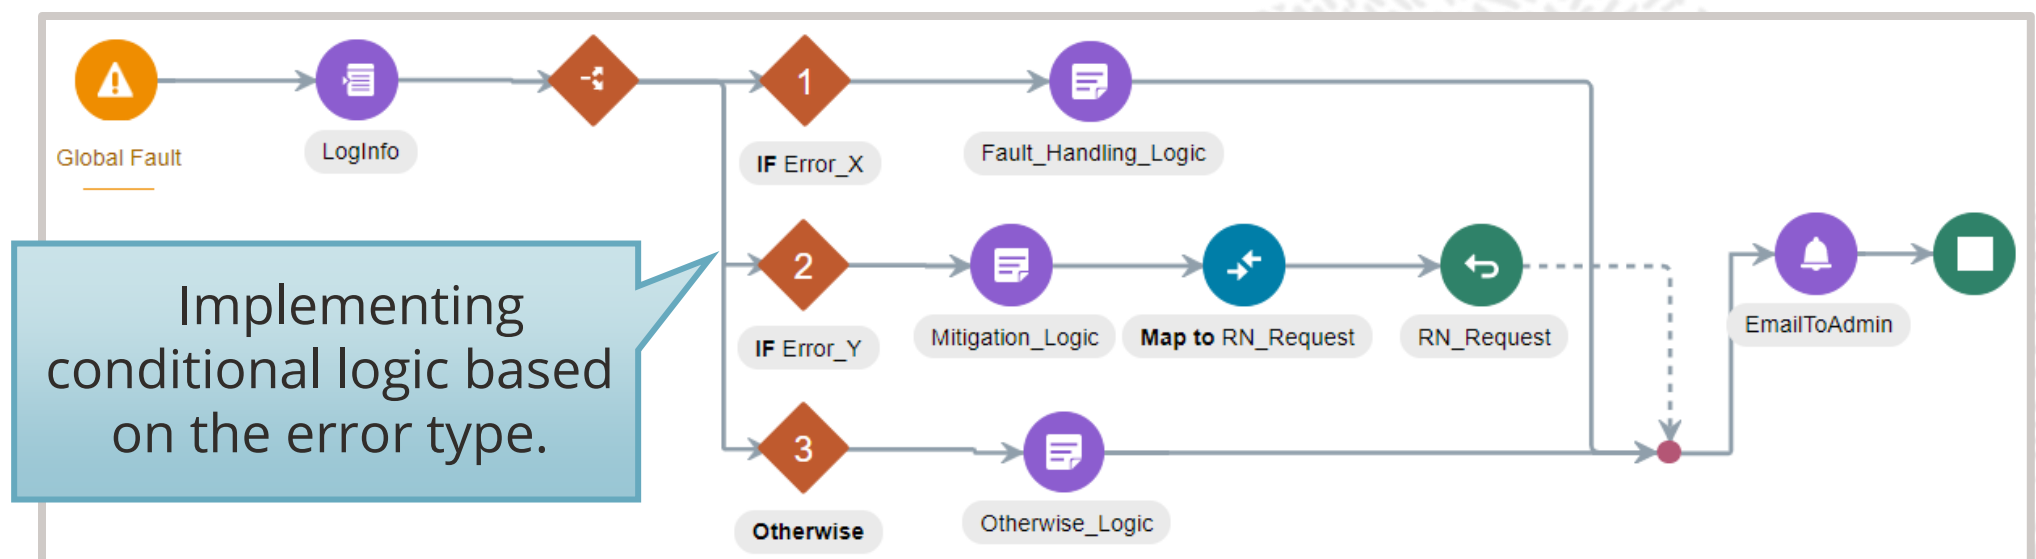 1
Global Fault
LogInfo
IF Error_X
Fault_Handling_Logic
2
IF Error_Y
Mitigation_Logic
Map to RN_Request
RN_Request
EmailToAdmin
Implementing
conditional logic based
on the error type.
3
Otherwise
Otherwise_Logic